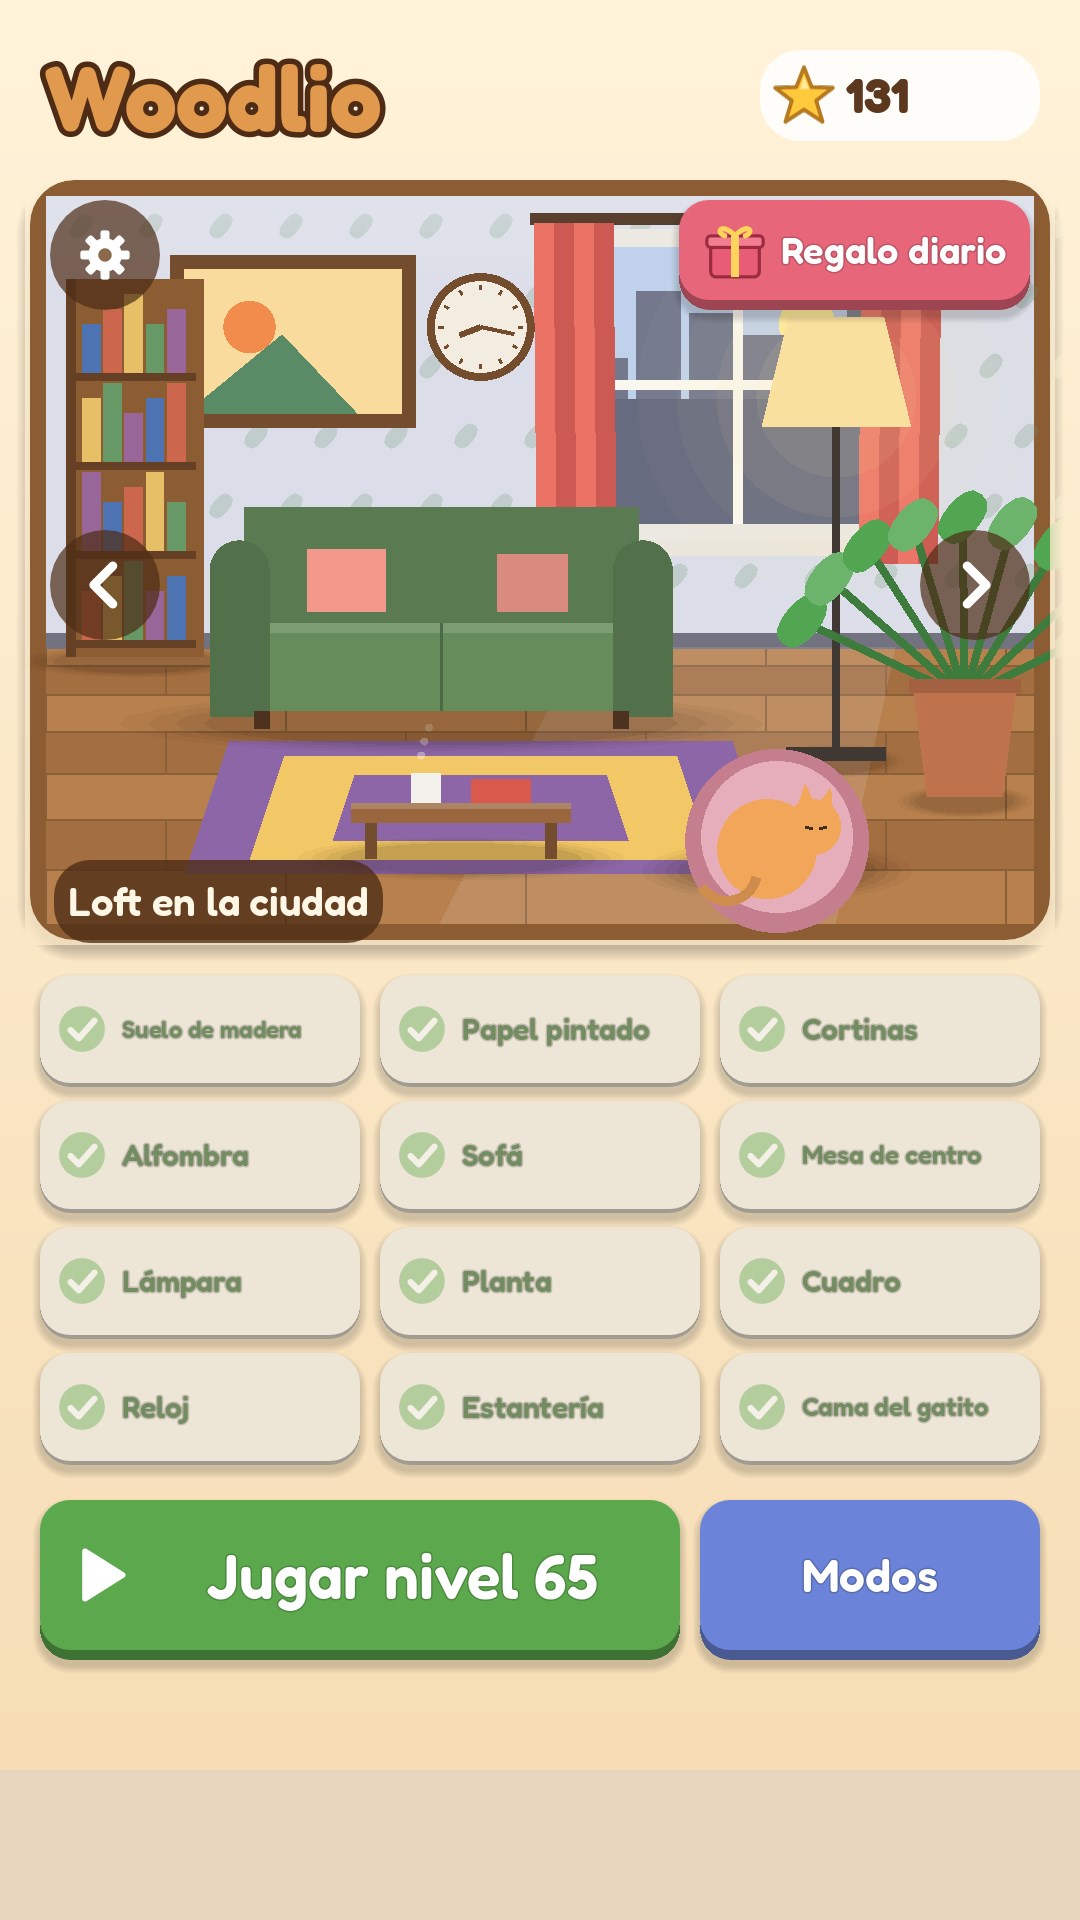 Woodlio
131
Regalo diario
Loft en la ciudad
Suelo de madera
Papel pintado
Cortinas
Alfombra
Sofá
Mesa de centro
Lámpara
Planta
Cuadro
Reloj
Estantería
Cama del gatito
Jugar nivel 65
Modos